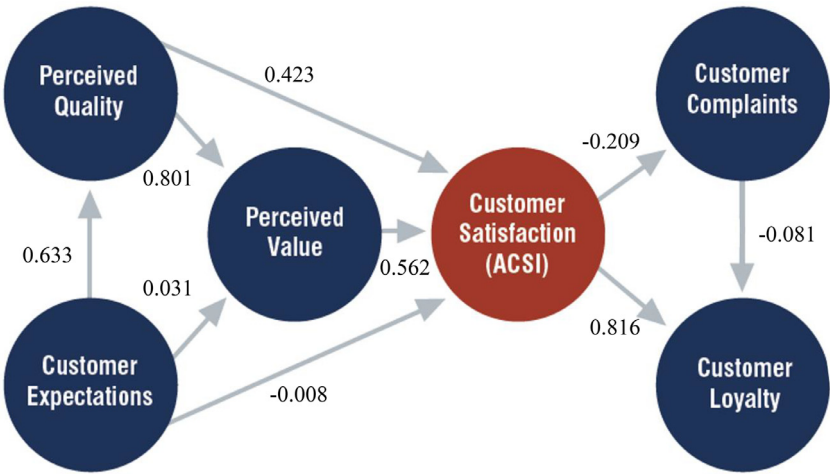 Perceived
Quality
0.423
Customer
Complaints
-0.209
0.801
Perceived
Value
Customer
Satisfaction
(ACSI)
0.633
0.562
-0.081
0.031
0.816
Customer
Expectations
-0.008
Customer
Loyalty